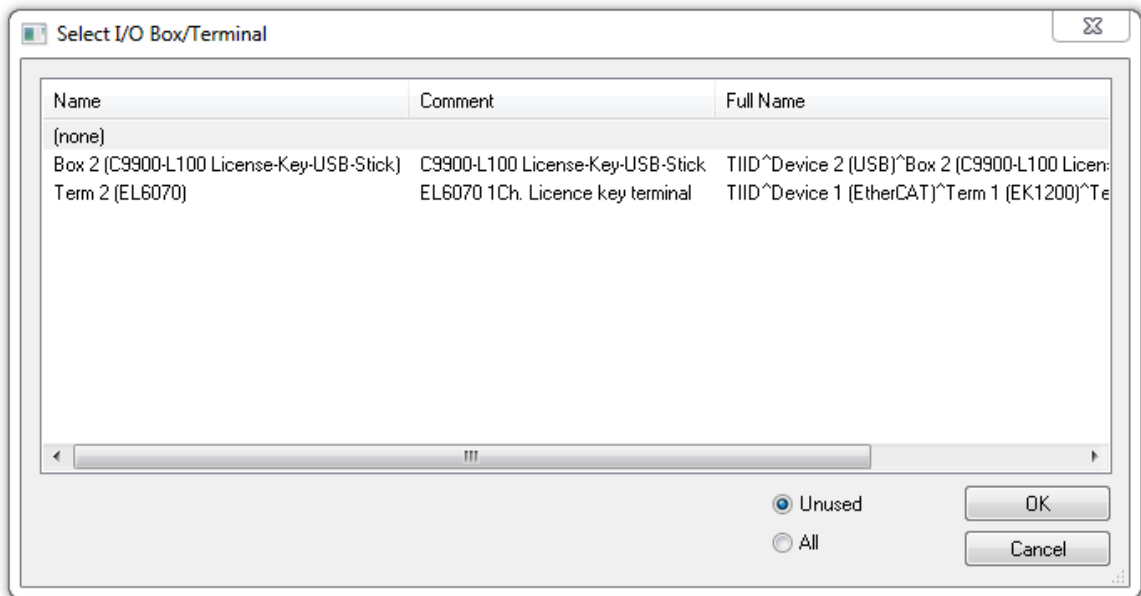 Select I/O Box/Terminal
Name Comment Full Name
(none)
Box 2 (C9900-L100 License-Key-USB-Stick) C9900-L100 License-Key-USB-Stick TIID^Device 2 (USB)^Box 2 (C9900-L100 Licen
Term 2 (EL6070) EL6070 1Ch. Licence key terminal TIID^Device 1 (EtherCAT)^Term 1 (EK1200)^Te
Unused OK
All Cancel